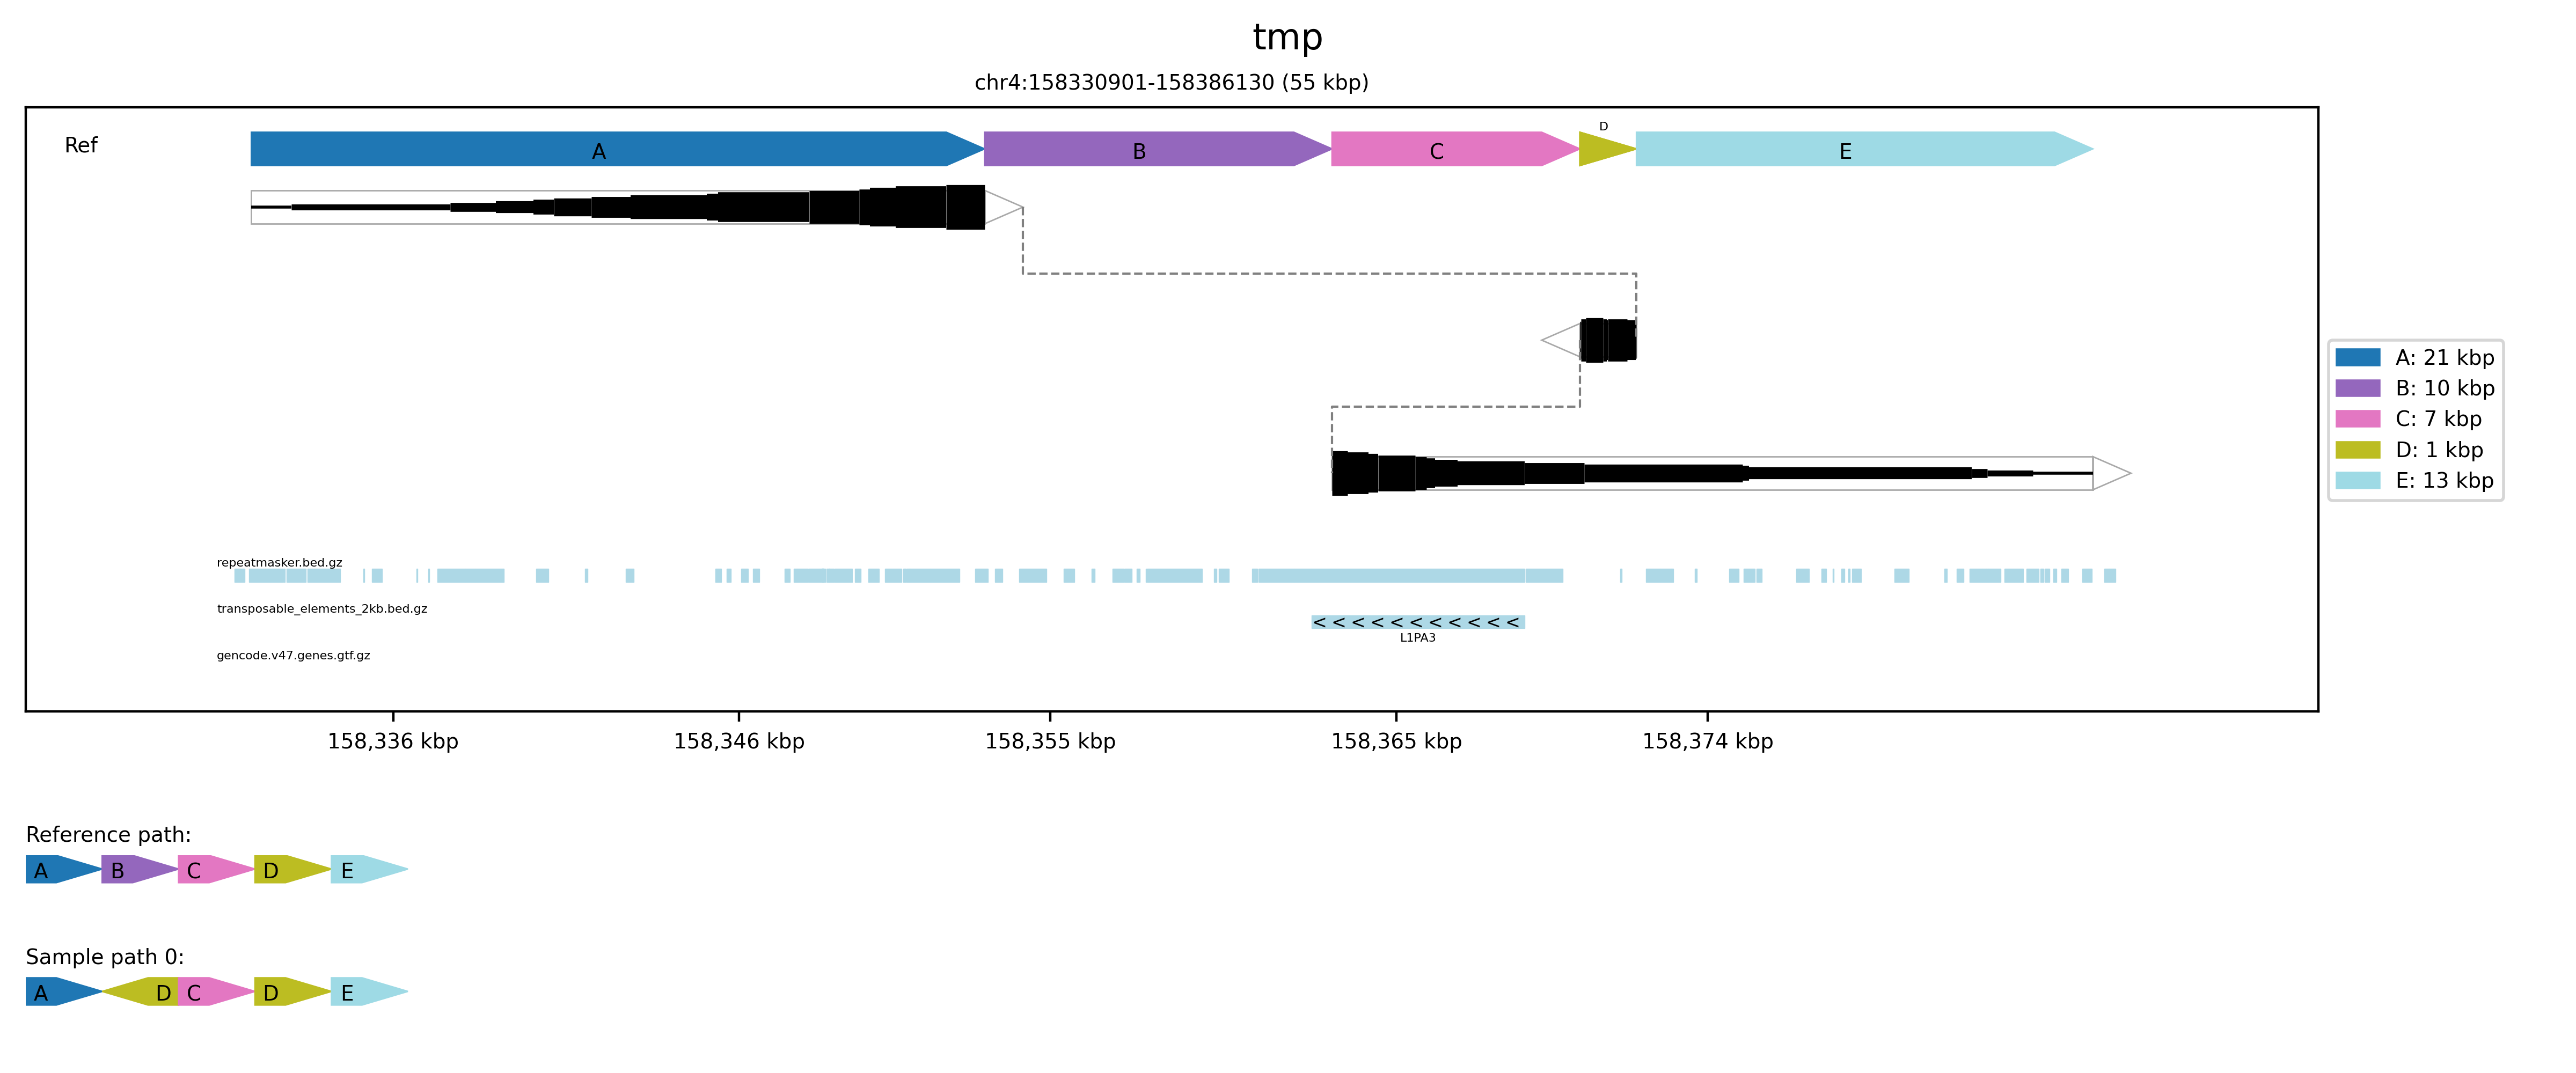 tmp
chr4:158330901-158386130 (55 kbp)
Ref
A
B
C
D
E
A: 21 kbp
B: 10 kbp
C: 7 kbp
D: 1 kbp
E: 13 kbp
repeatmasker.bed.gz
transposable_elements_2kb.bed.gz
< < < < < < < < < < <
L1PA3
gencode.v47.genes.gtf.gz
158,336 kbp
158,346 kbp
158,355 kbp
158,365 kbp
158,374 kbp
Reference path:
A B C D E
Sample path 0:
A D C D E